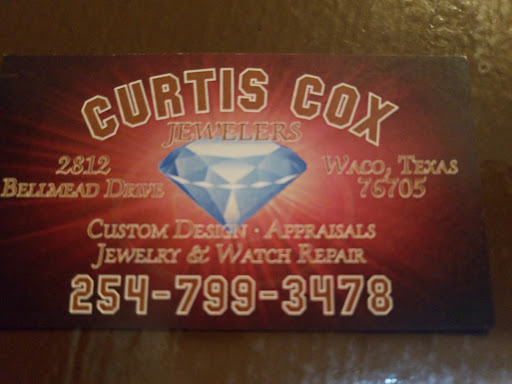 CURTIS COX
JEWELERS
2812
BELLMEAD DRIVE
WACO, TEXAS
76705
CUSTOM DESIGN · APPRAISALS
JEWELRY & WATCH REPAIR
254-799-3478